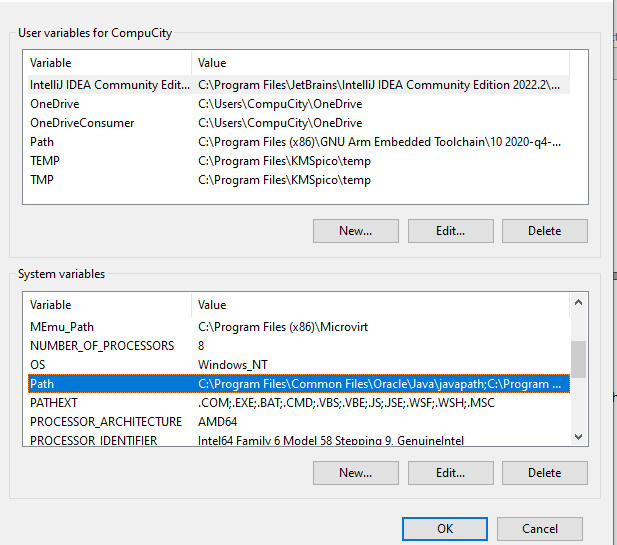 User variables for CompuCity
Variable Value
IntelliJ IDEA Community Edit... C:\Program Files\JetBrains\IntelliJ IDEA Community Edition 2022.2\...
OneDrive C:\Users\CompuCity\OneDrive
OneDriveConsumer C:\Users\CompuCity\OneDrive
Path C:\Program Files (x86)\GNU Arm Embedded Toolchain\10 2020-q4-...
TEMP C:\Program Files\KMSpico\temp
TMP C:\Program Files\KMSpico\temp
New... Edit... Delete
System variables
Variable Value
MEmu_Path C:\Program Files (x86)\Microvirt
NUMBER_OF_PROCESSORS 8
OS Windows_NT
Path C:\Program Files\Common Files\Oracle\Java\javapath;C:\Program ...
PATHEXT .COM;.EXE;.BAT;.CMD;.VBS;.VBE;.JS;.JSE;.WSF;.WSH;.MSC
PROCESSOR_ARCHITECTURE AMD64
PROCESSOR_IDENTIFIER Intel64 Family 6 Model 58 Stepping 9, GenuineIntel
New... Edit... Delete
OK Cancel